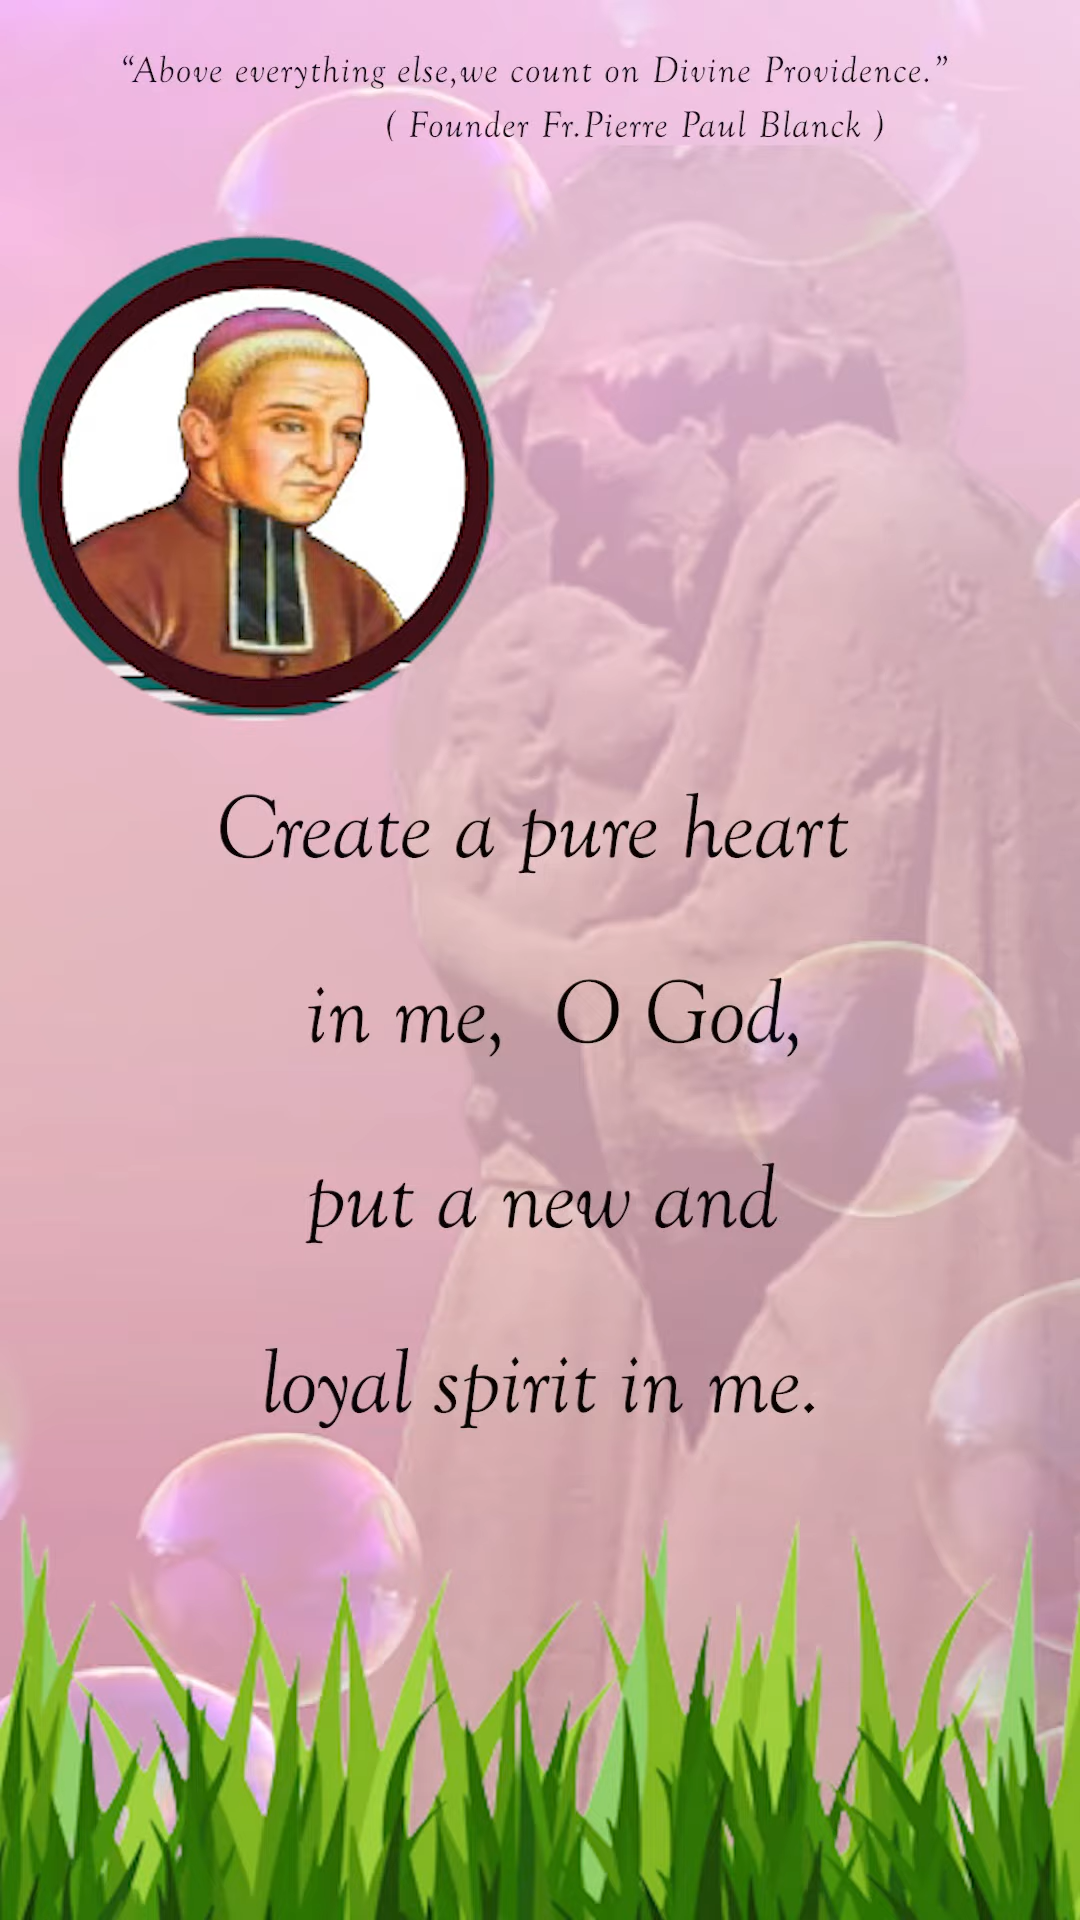 “Above everything else,we count on Divine Providence.”
( Founder Fr.Pierre Paul Blanck )
Create a pure heart
in me, O God,
put a new and
loyal spirit in me.